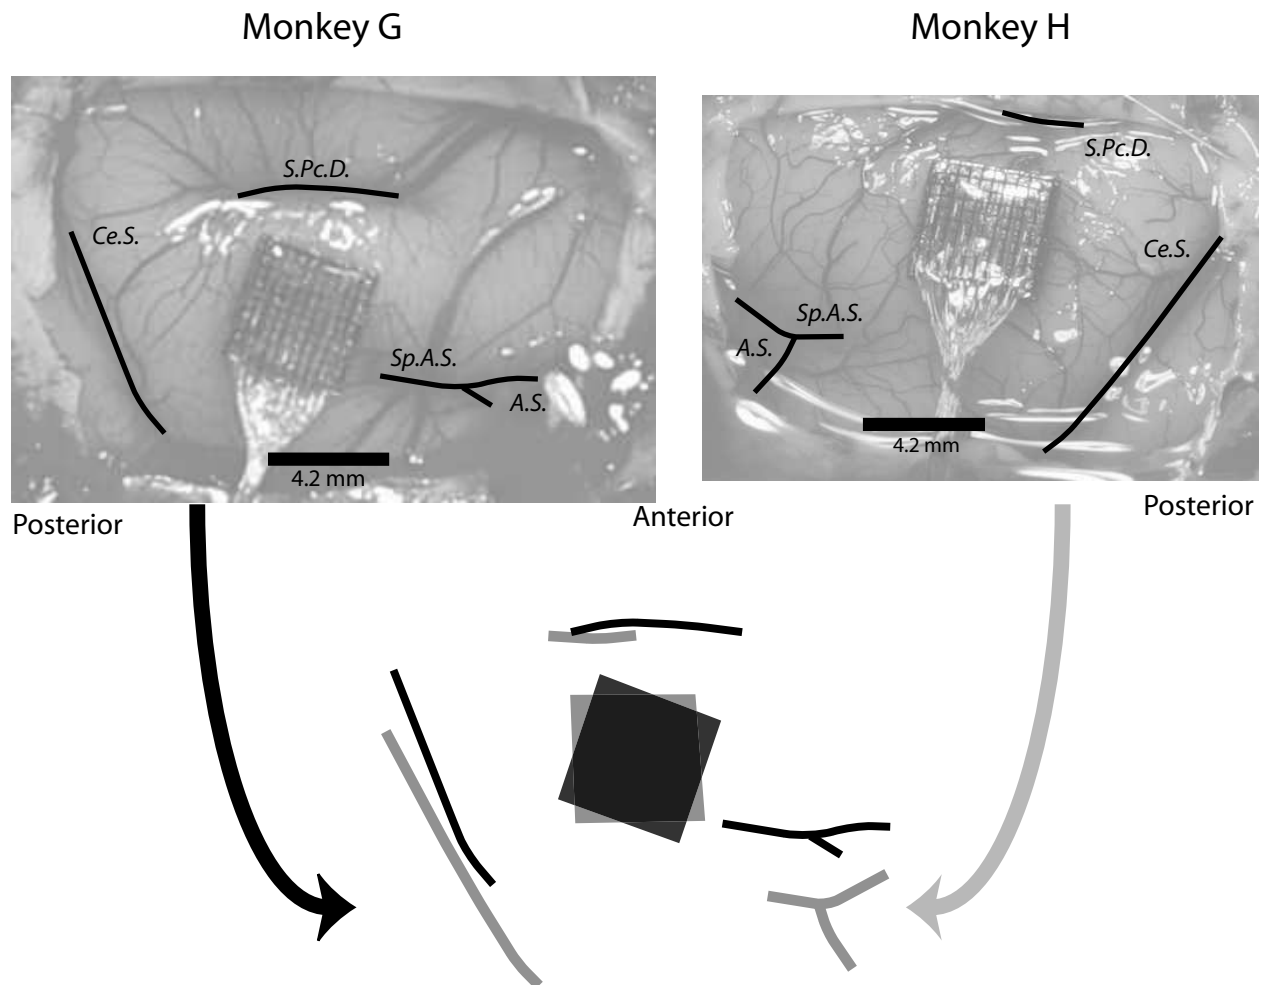 Monkey G
Monkey H
S.Pc.D.
Ce.S.
Sp.A.S.
A.S.
4.2 mm
S.Pc.D.
Ce.S.
Sp.A.S.
A.S.
4.2 mm
Posterior
Anterior
Posterior